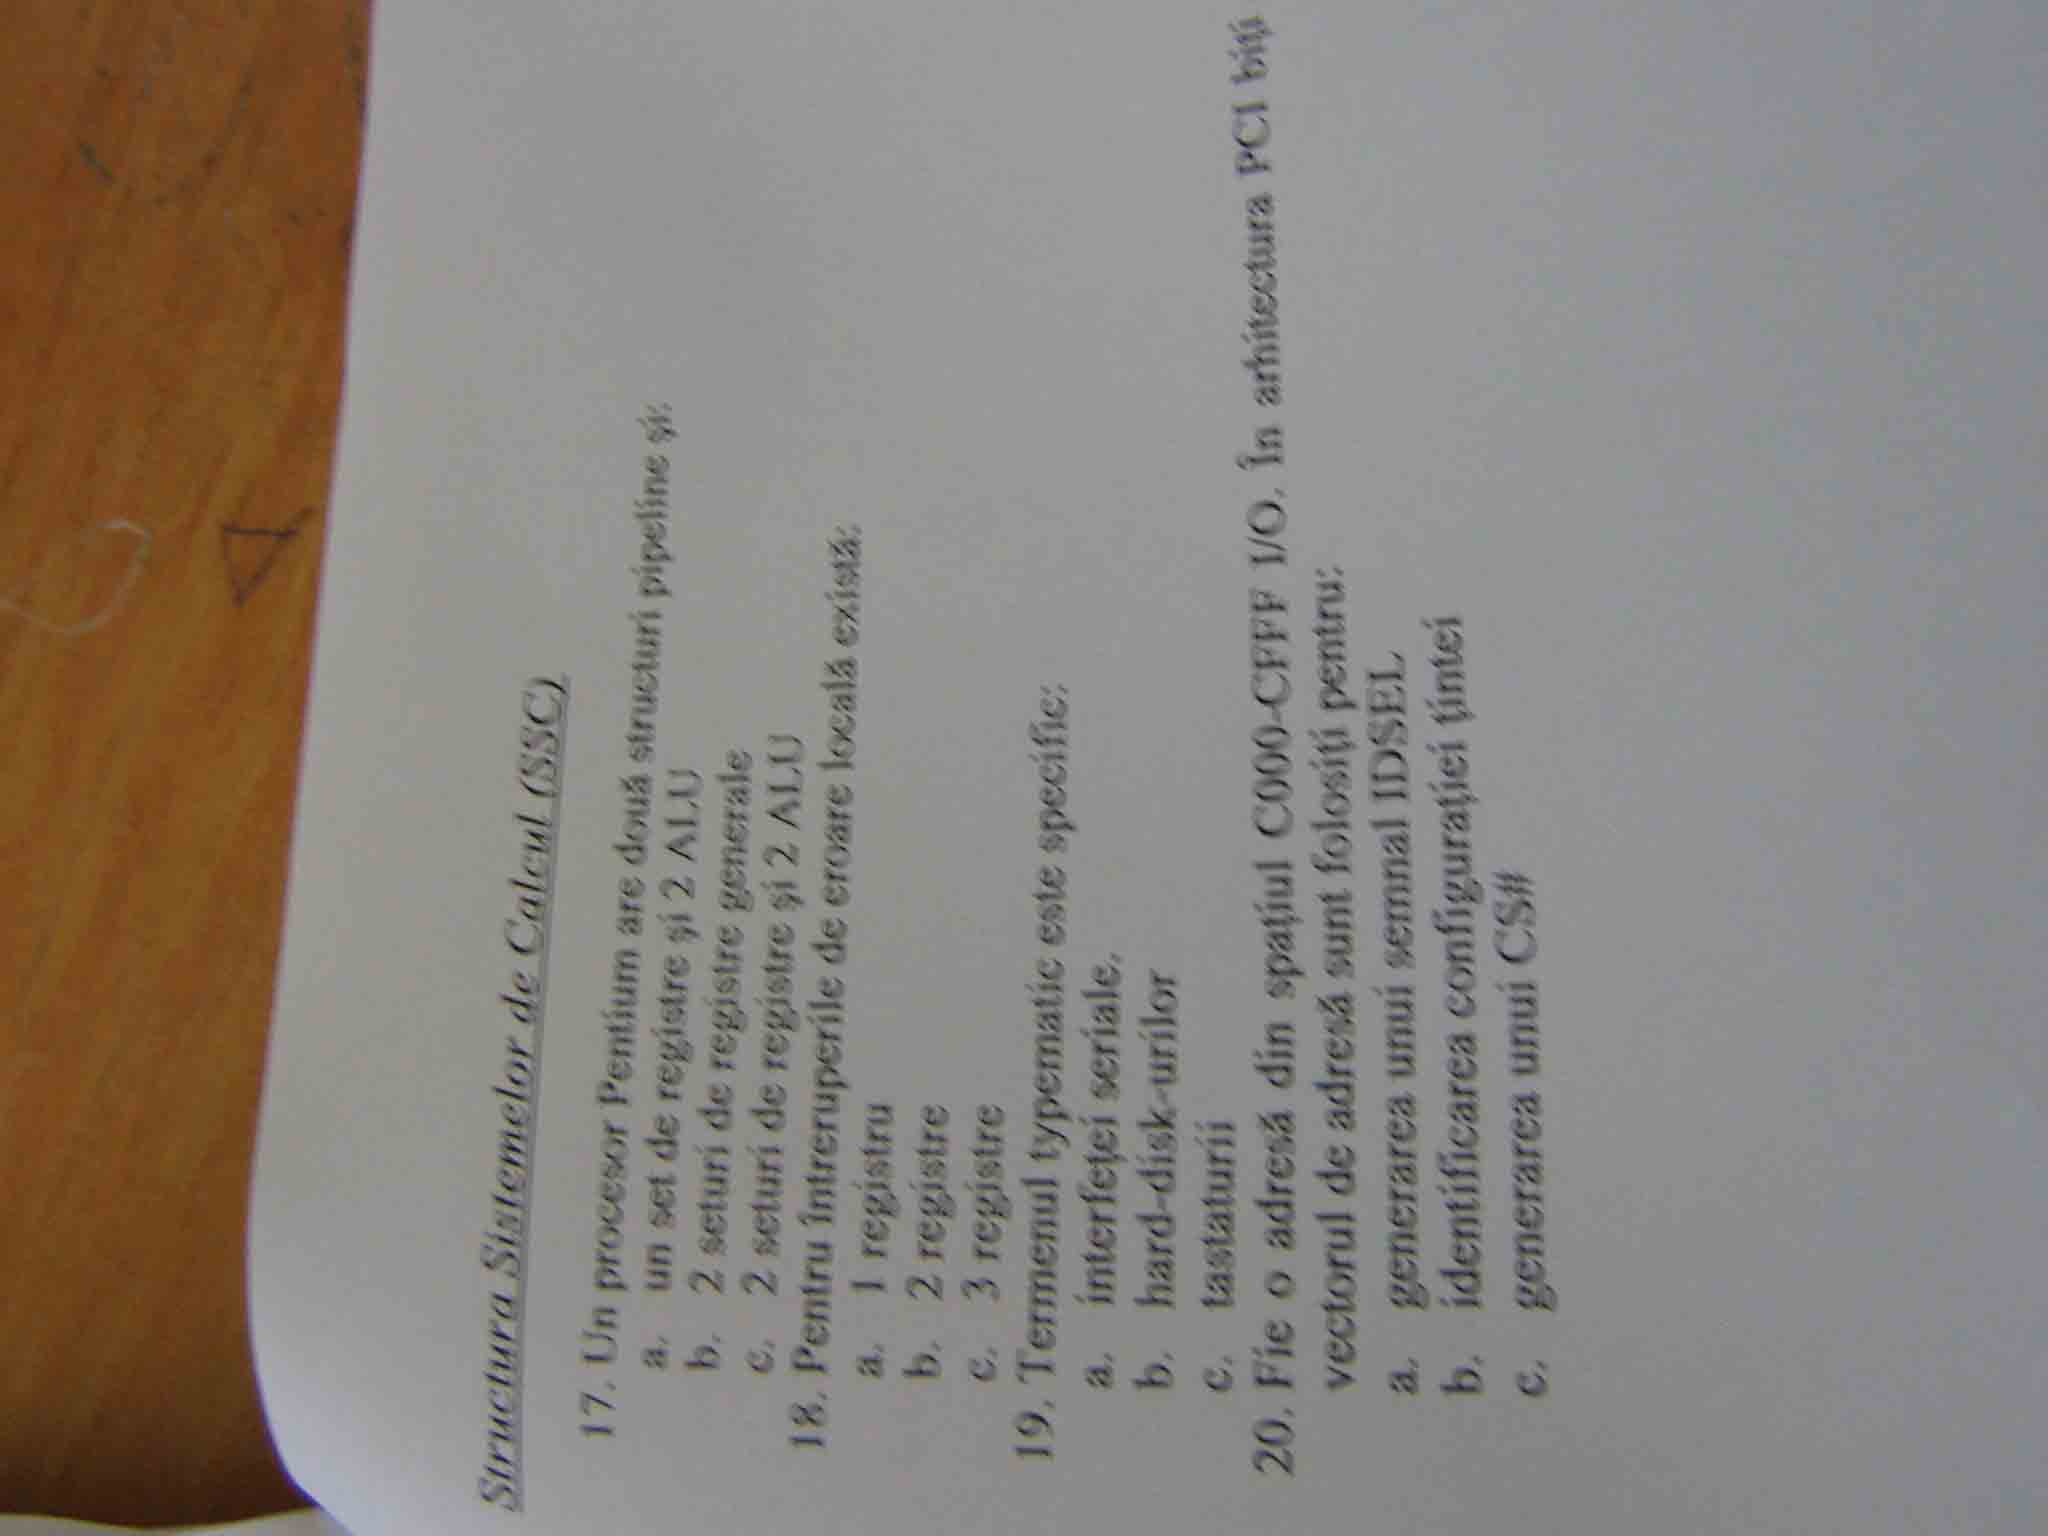 Structura Sistemelor de Calcul (SSC)
17. Un procesor Pentium are două structuri pipeline şi:
a. un set de registre şi 2 ALU
b. 2 seturi de registre generale
c. 2 seturi de registre şi 2 ALU
18. Pentru întreruperile de eroare locală există:
a. 1 registru
b. 2 registre
c. 3 registre
19. Termenul typematic este specific:
a. interfeţei seriale.
b. hard-disk-urilor
c. tastaturii
20. Fie o adresă din spaţiul C000-CFFF I/O. În arhitectura PCI biţi
vectorul de adresă sunt folosiţi pentru:
a. generarea unui semnal IDSEL
b. identificarea configuraţiei ţintei
c. generarea unui CS#